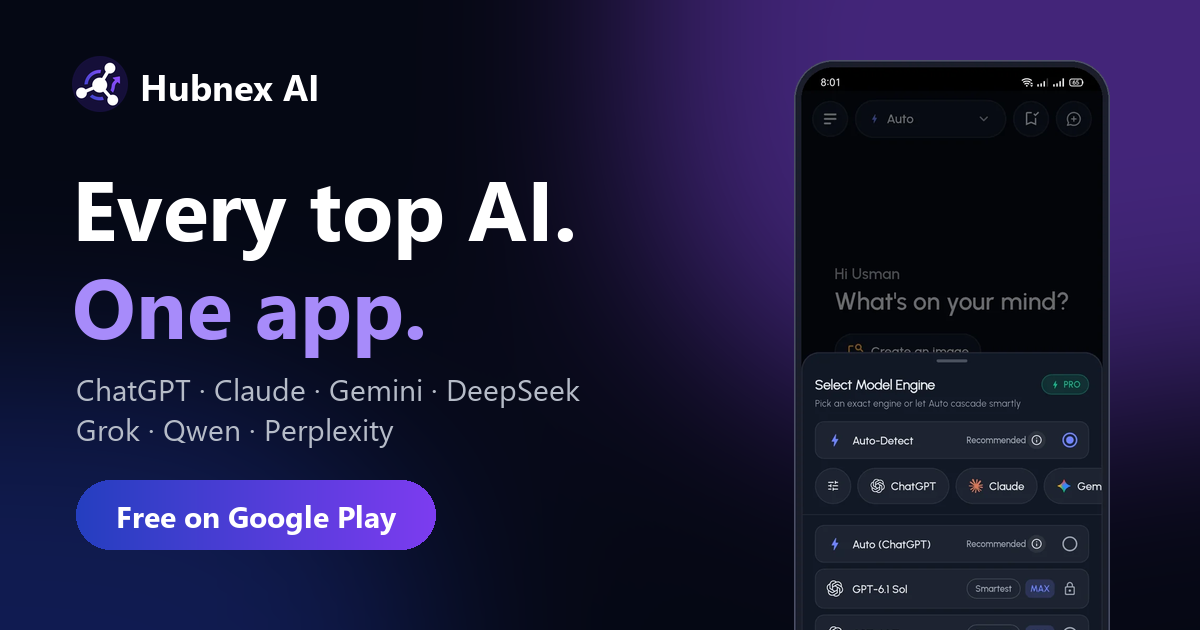 Hubnex AI
Every top AI.
One app.
ChatGPT · Claude · Gemini · DeepSeek
Grok · Qwen · Perplexity
Free on Google Play
8:01
65
Auto
Hi Usman
What's on your mind?
Create an image
Select Model Engine
PRO
Pick an exact engine or let Auto cascade smartly
Auto-Detect Recommended
ChatGPT Claude Gem
Auto (ChatGPT) Recommended
GPT-6.1 Sol Smartest MAX